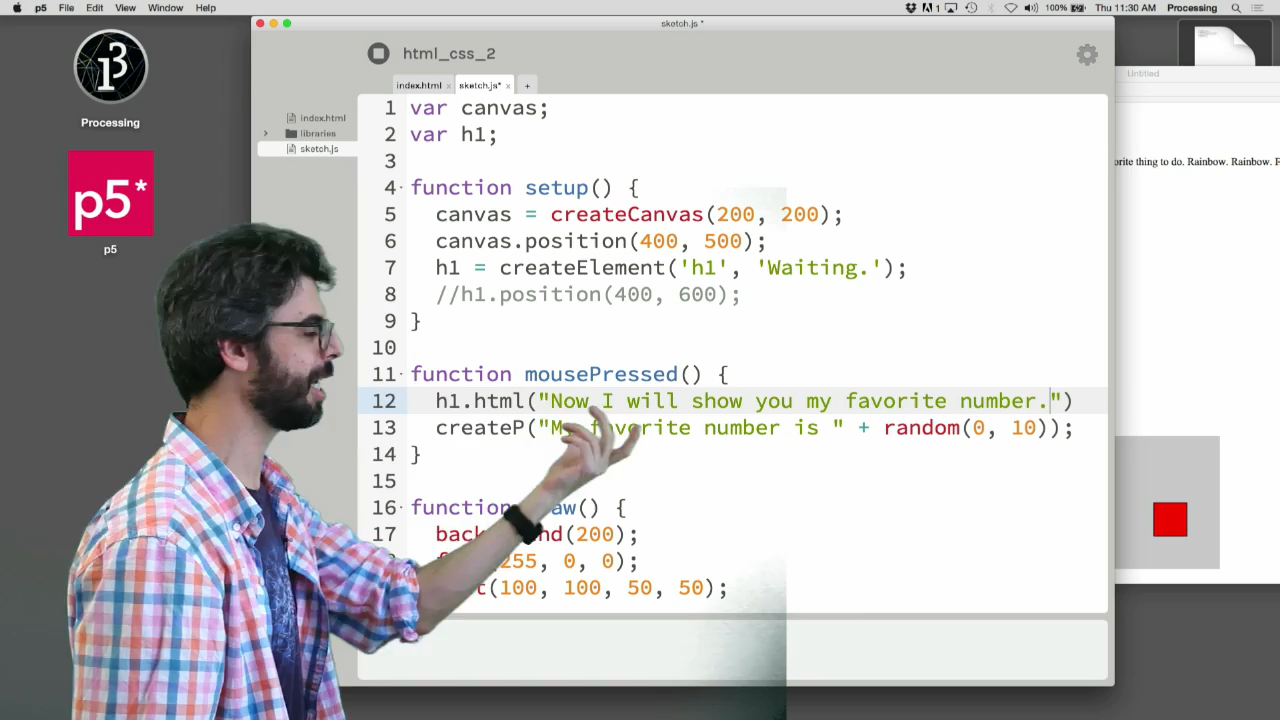 p5 File Edit View Window Help
1 100% Thu 11:30 AM Processing
sketch.js *
Untitled
html_css_2
index.html × sketch.js* × +
index.html
libraries
sketch.js
Processing
p5*
p5
1 var canvas;
2 var h1;
3
4 function setup() {
5 canvas = createCanvas(200, 200);
6 canvas.position(400, 500);
7 h1 = createElement('h1', 'Waiting.');
8 //h1.position(400, 600);
9 }
10
11 function mousePressed() {
12 h1.html("Now I will show you my favorite number.")
13 createP("My favorite number is " + random(0, 10));
14 }
15
16 function draw() {
17 background(200);
(255, 0, 0);
(100, 100, 50, 50);
thing to do. Rainbow. Rainbow.